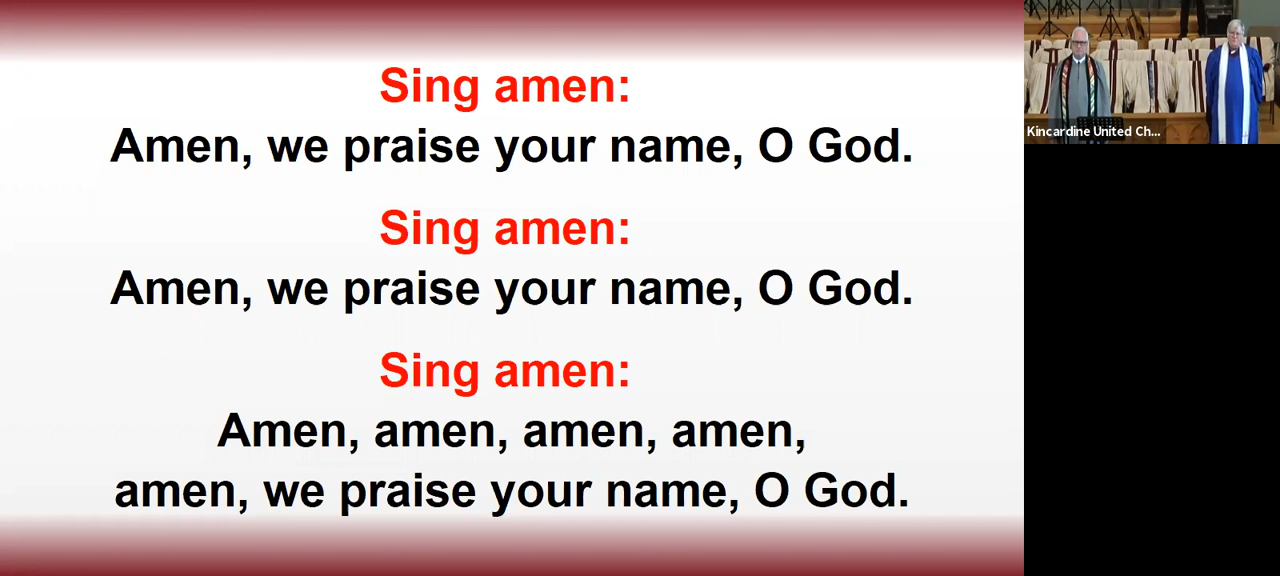 Sing amen:
Amen, we praise your name, O God.
Sing amen:
Amen, we praise your name, O God.
Sing amen:
Amen, amen, amen, amen,
amen, we praise your name, O God.
Kincardine United Ch...